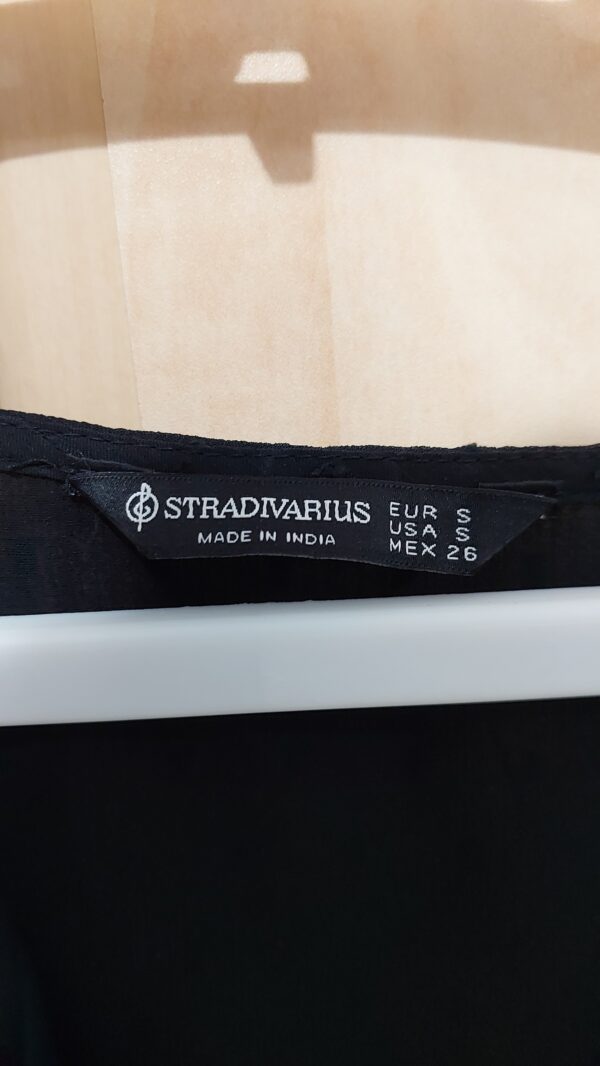 STRADIVARIUS
MADE IN INDIA
EUR S
USA S
MEX 26